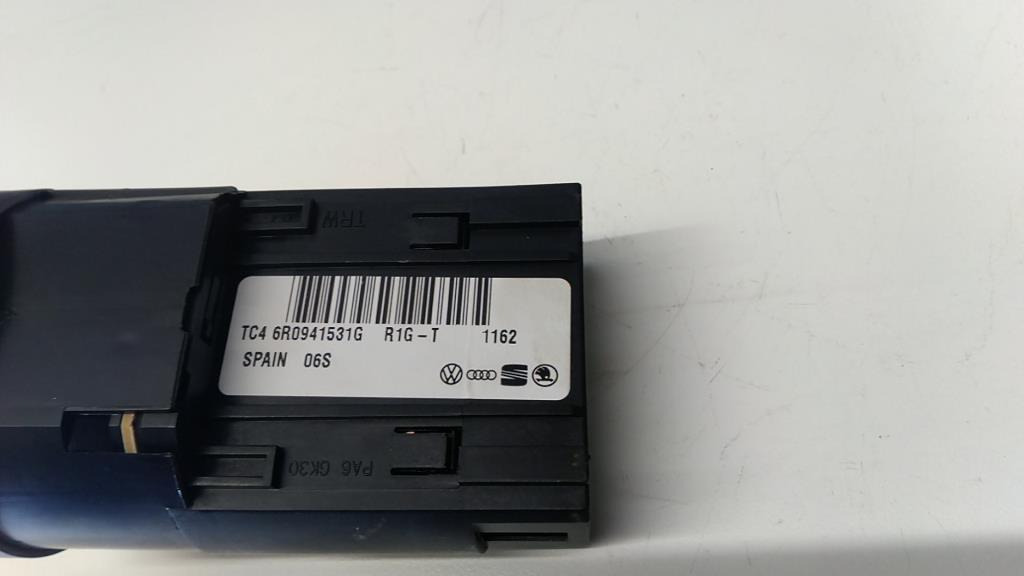 TRW
TC4 6R0941531G R1G-T 1162
SPAIN 06S
PA6 GK30